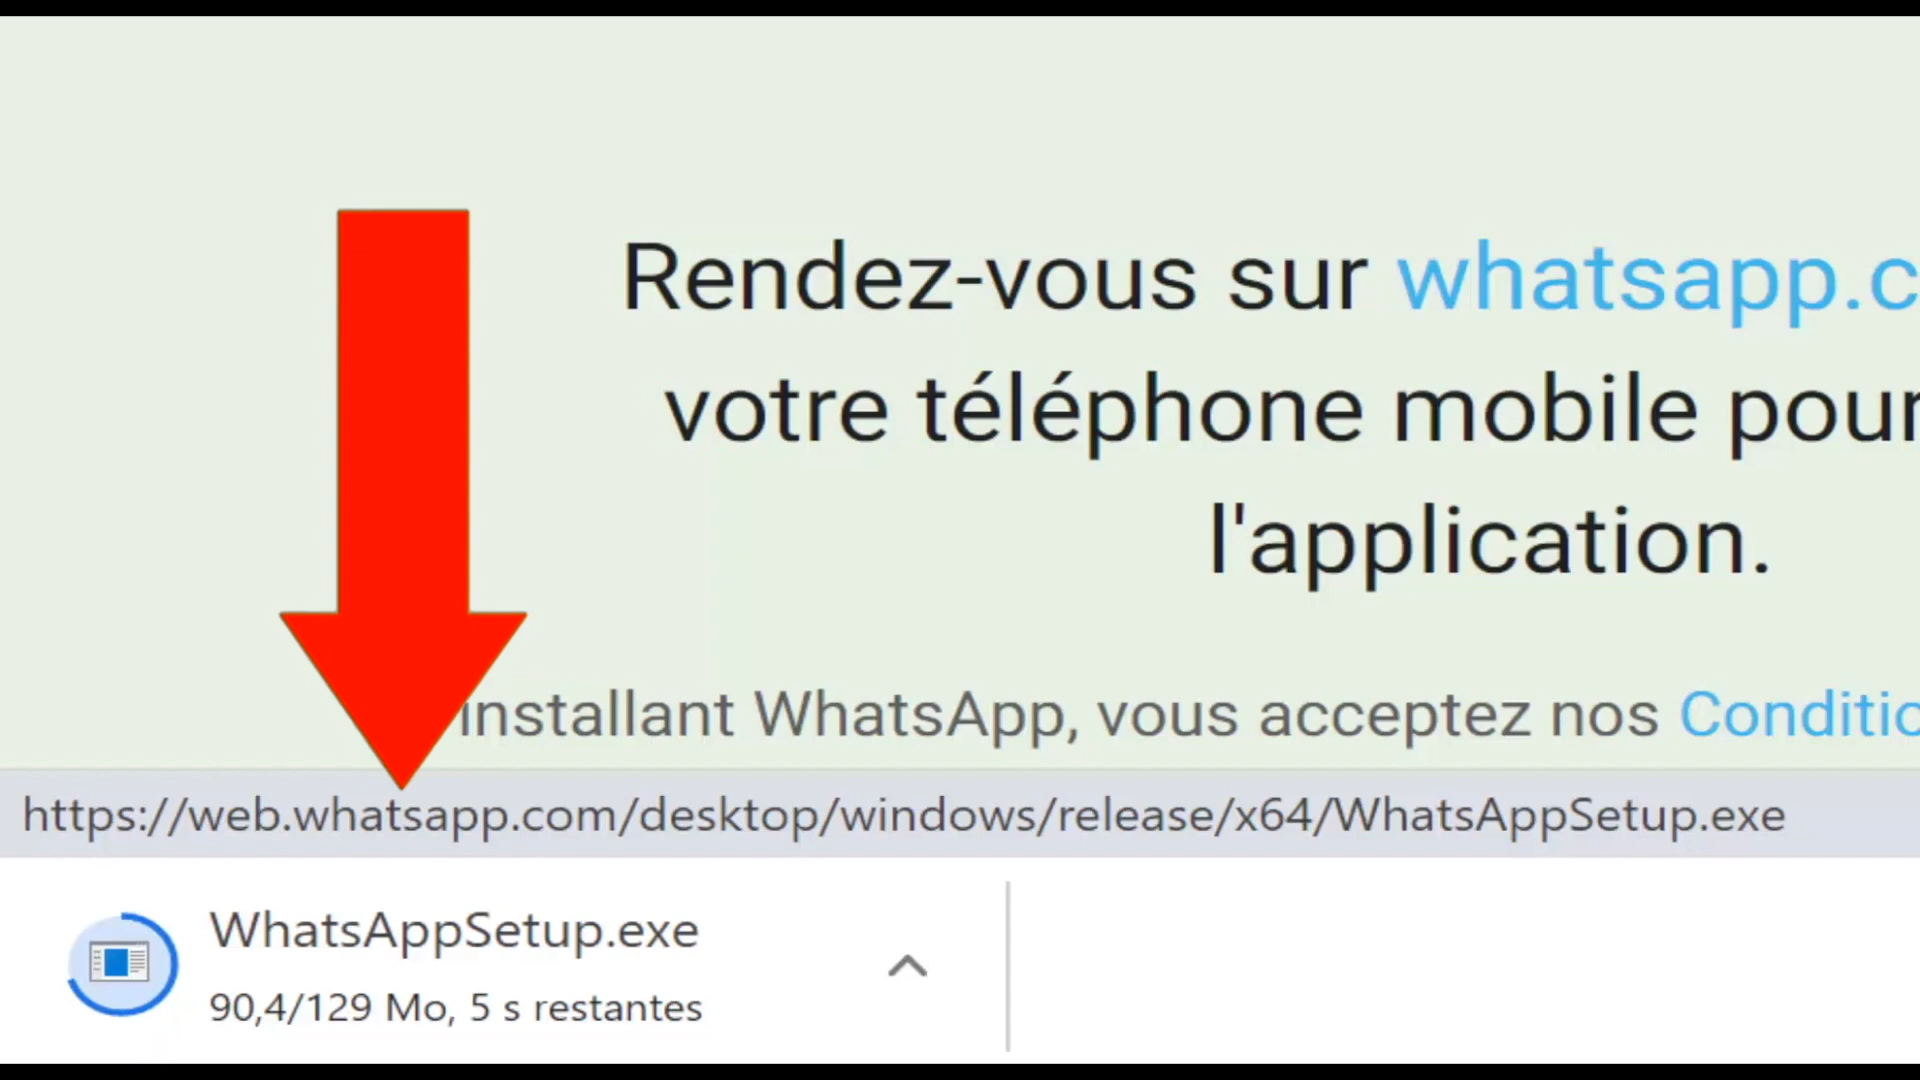 Rendez-vous sur whatsapp.c
votre téléphone mobile pour
l'application.
installant WhatsApp, vous acceptez nos Conditio
https://web.whatsapp.com/desktop/windows/release/x64/WhatsAppSetup.exe
WhatsAppSetup.exe
90,4/129 Mo, 5 s restantes